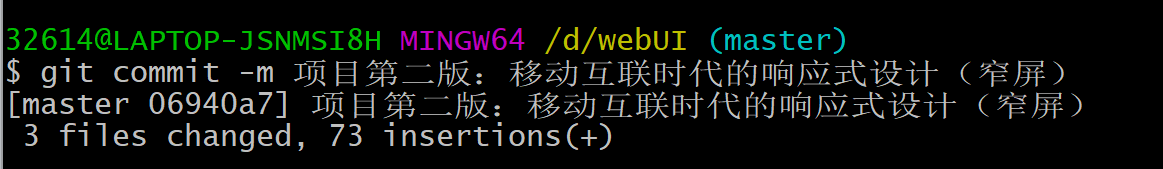 32614@LAPTOP-JSNMSI8H MINGW64 /d/webUI (master)
$ git commit -m 项目第二版：移动互联时代的响应式设计（窄屏）
[master 06940a7] 项目第二版：移动互联时代的响应式设计（窄屏）
 3 files changed, 73 insertions(+)